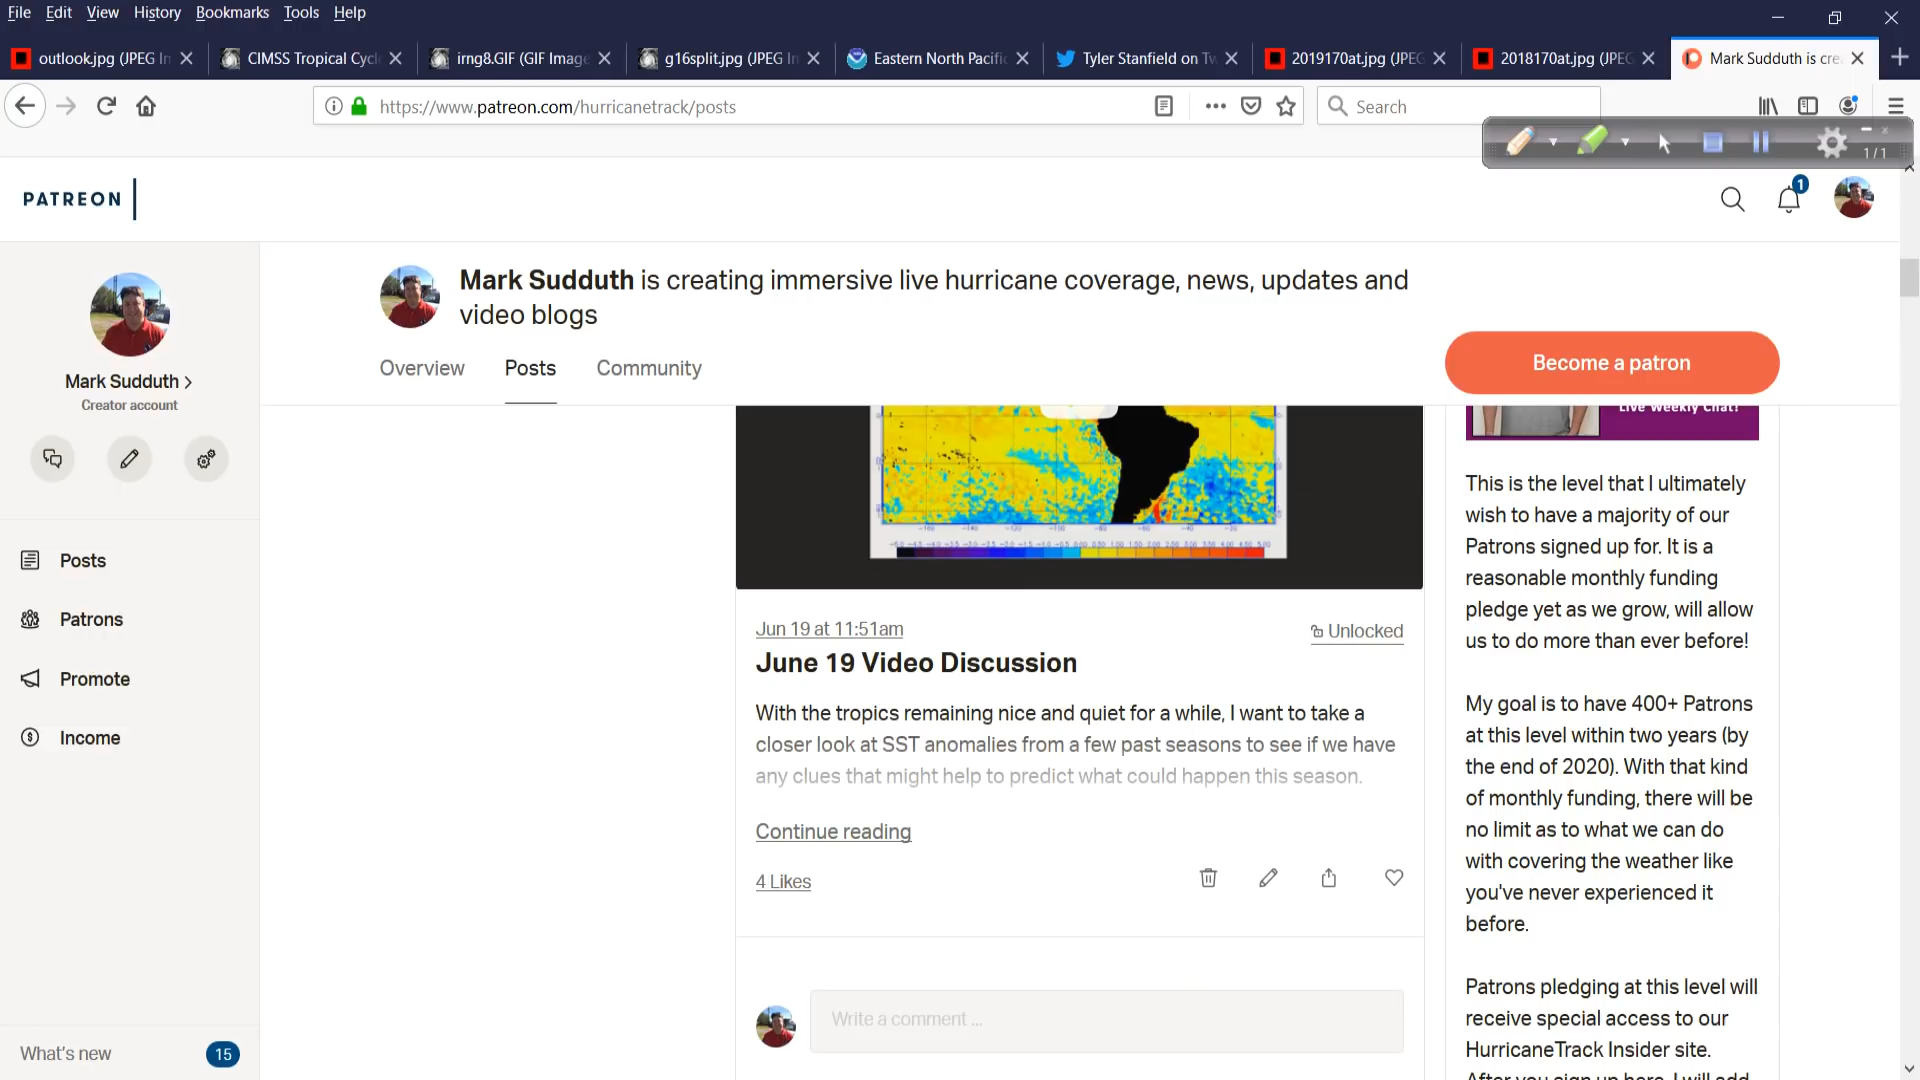 File Edit View History Bookmarks Tools Help
outlook.jpg (JPEG In
CIMSS Tropical Cycl
irng8.GIF (GIF Image
g16split.jpg (JPEG In
Eastern North Pacific
Tyler Stanfield on Tw
2019170at.jpg (JPEG
2018170at.jpg (JPEG
Mark Sudduth is crea
https://www.patreon.com/hurricanetrack/posts
Search
1/1
PATREON
1
Mark Sudduth is creating immersive live hurricane coverage, news, updates and
video blogs
Overview Posts Community
Become a patron
Mark Sudduth >
Creator account
Posts
Patrons
Promote
Income
What's new 15
Jun 19 at 11:51am
Unlocked
June 19 Video Discussion
With the tropics remaining nice and quiet for a while, I want to take a
closer look at SST anomalies from a few past seasons to see if we have
any clues that might help to predict what could happen this season.
Continue reading
4 Likes
Write a comment ...
Live Weekly Chat!
This is the level that I ultimately
wish to have a majority of our
Patrons signed up for. It is a
reasonable monthly funding
pledge yet as we grow, will allow
us to do more than ever before!
My goal is to have 400+ Patrons
at this level within two years (by
the end of 2020). With that kind
of monthly funding, there will be
no limit as to what we can do
with covering the weather like
you've never experienced it
before.
Patrons pledging at this level will
receive special access to our
HurricaneTrack Insider site.
After you sign up here, I will add